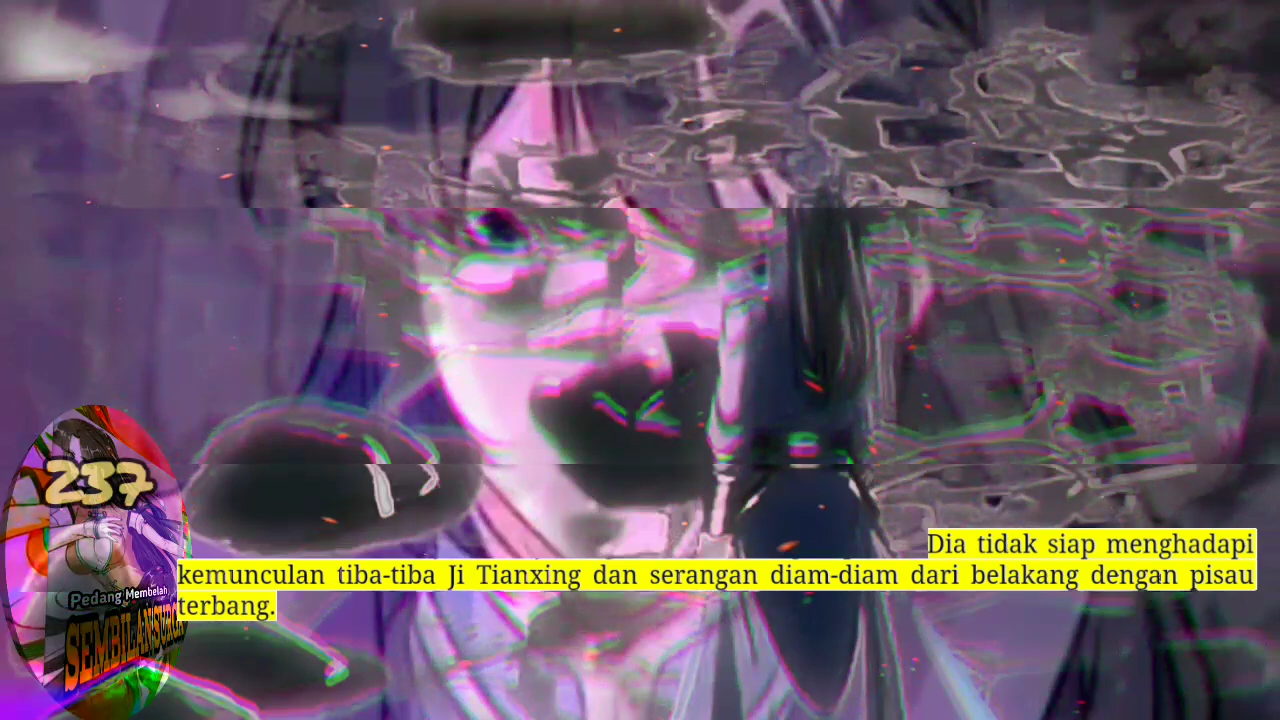 237
Pedang Membelah
SEMBILAN SURGA
Dia tidak siap menghadapi
kemunculan tiba-tiba Ji Tianxing dan serangan diam-diam dari belakang dengan pisau
terbang.